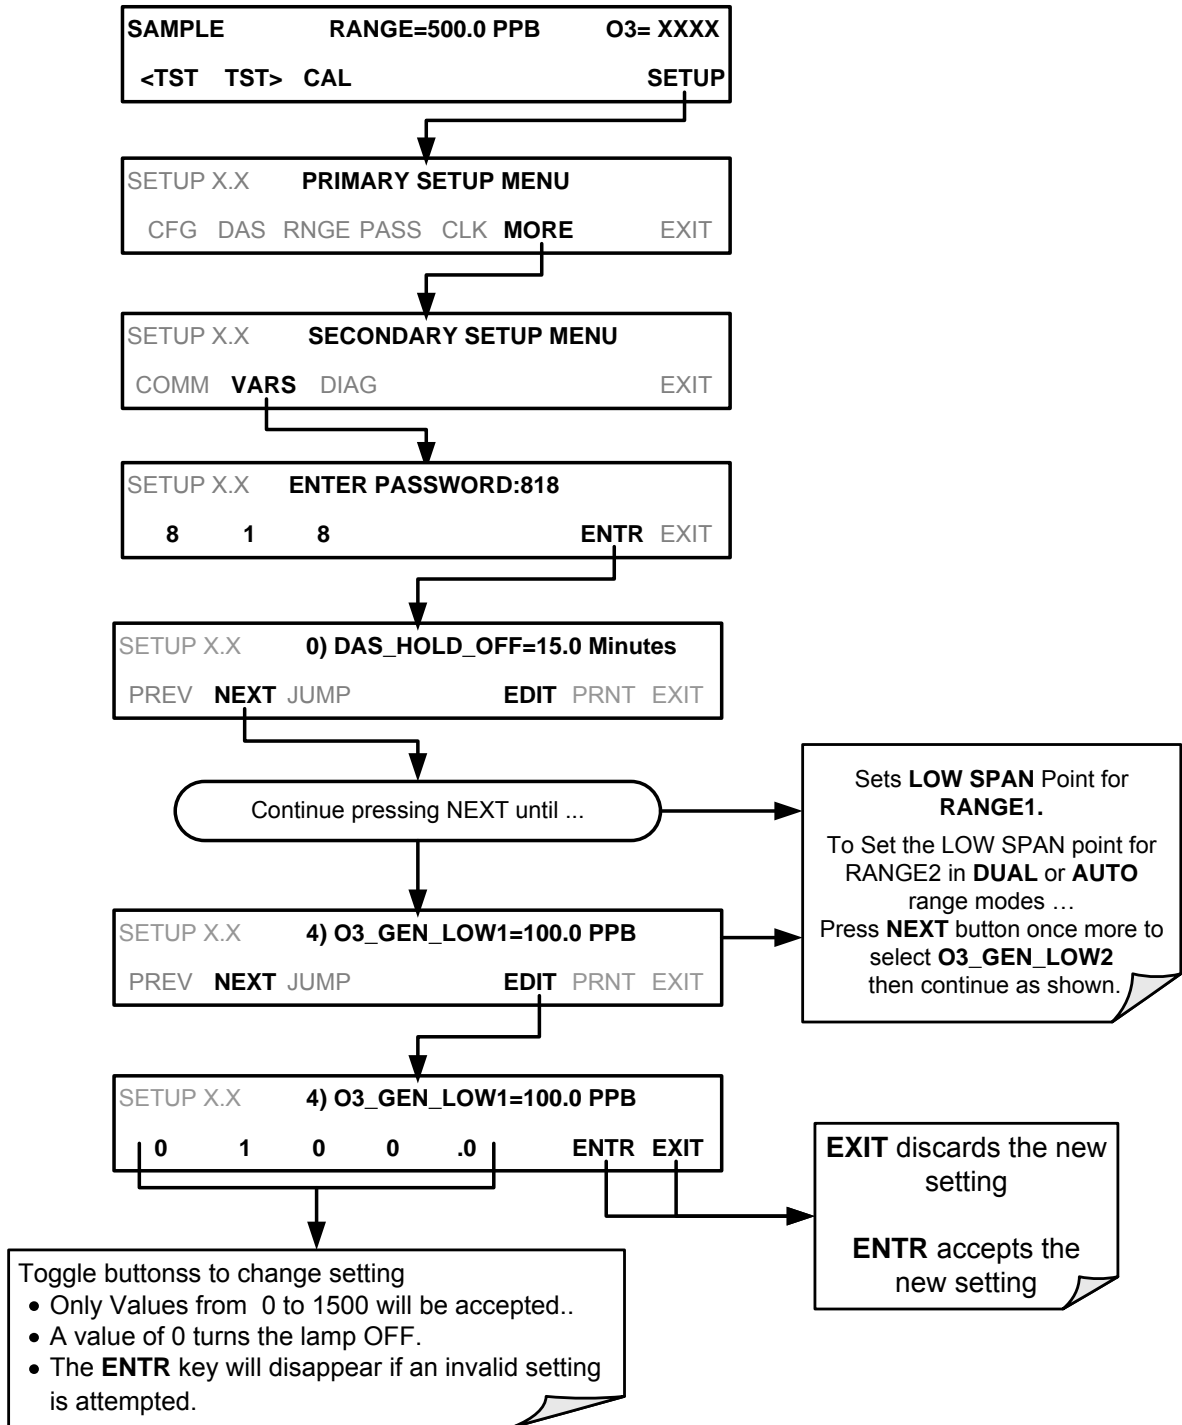 SAMPLE RANGE=500.0 PPB O3= XXXX
<TST TST> CAL SETUP
SETUP X.X PRIMARY SETUP MENU
CFG DAS RNGE PASS CLK MORE EXIT
SETUP X.X SECONDARY SETUP MENU
COMM VARS DIAG EXIT
SETUP X.X ENTER PASSWORD:818
8 1 8 ENTR EXIT
SETUP X.X 0) DAS_HOLD_OFF=15.0 Minutes
PREV NEXT JUMP EDIT PRNT EXIT
Continue pressing NEXT until ...
Sets LOW SPAN Point for
RANGE1.
To Set the LOW SPAN point for
RANGE2 in DUAL or AUTO
range modes …
Press NEXT button once more to
select O3_GEN_LOW2
then continue as shown.
SETUP X.X 4) O3_GEN_LOW1=100.0 PPB
PREV NEXT JUMP EDIT PRNT EXIT
SETUP X.X 4) O3_GEN_LOW1=100.0 PPB
0 1 0 0 .0 ENTR EXIT
EXIT discards the new
setting
ENTR accepts the
new setting
Toggle buttonss to change setting
• Only Values from 0 to 1500 will be accepted..
• A value of 0 turns the lamp OFF.
• The ENTR key will disappear if an invalid setting
is attempted.